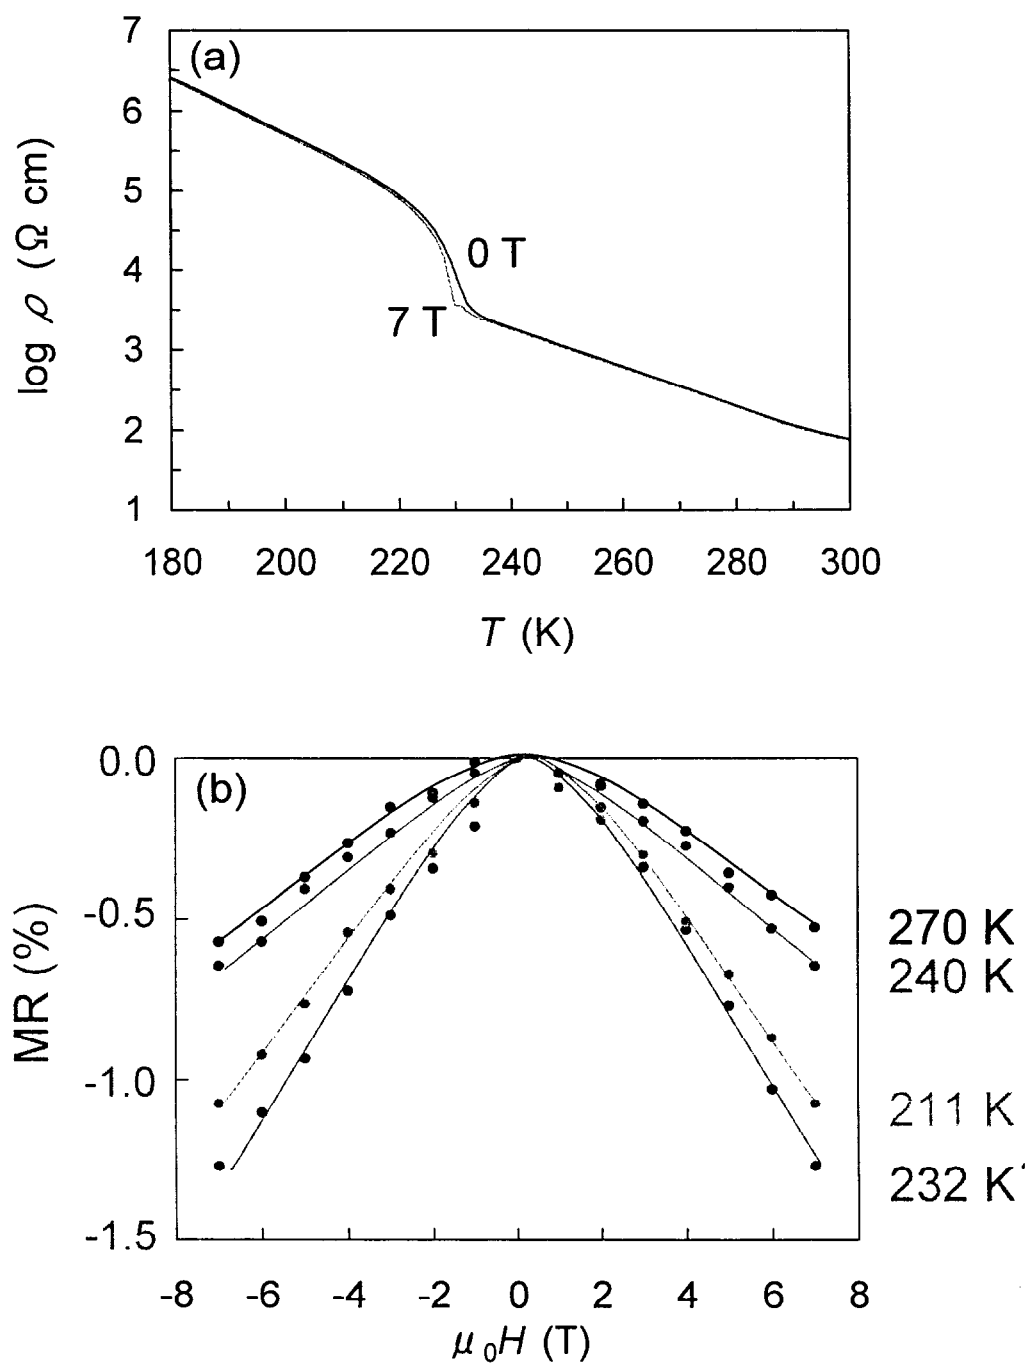 7
(a)
6
5
4
3
2
1
log ρ (Ω cm)
0 T
7 T
180 200 220 240 260 280 300
T (K)
0.0
(b)
-0.5
-1.0
-1.5
MR (%)
270 K
240 K
211 K
232 K
-8 -6 -4 -2 0 2 4 6 8
μ₀H (T)